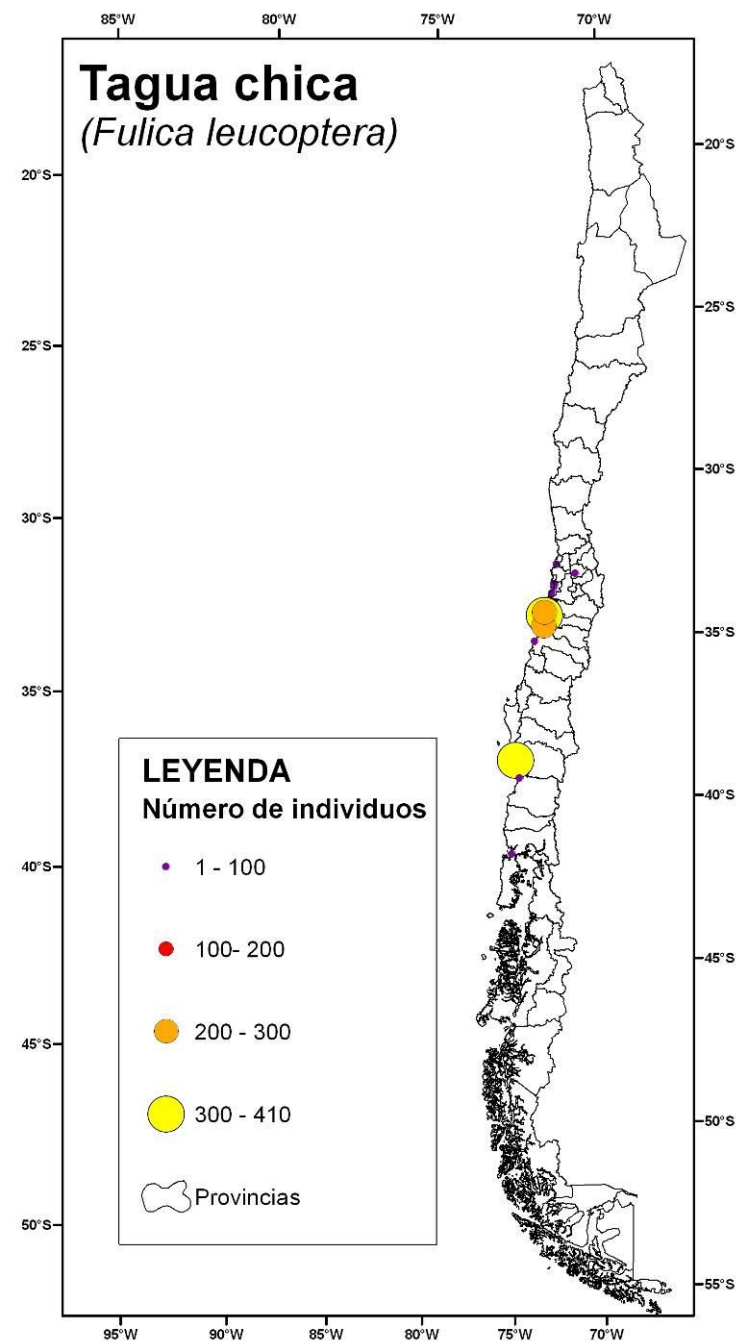 85°W 80°W 75°W 70°W
Tagua chica
(Fulica leucoptera)
20°S
20°S
25°S
25°S
30°S
30°S
35°S
35°S
LEYENDA
Número de individuos
1 - 100
100- 200
200 - 300
300 - 410
Provincias
40°S
40°S
45°S
45°S
50°S
50°S
55°S
95°W 90°W 85°W 80°W 75°W 70°W